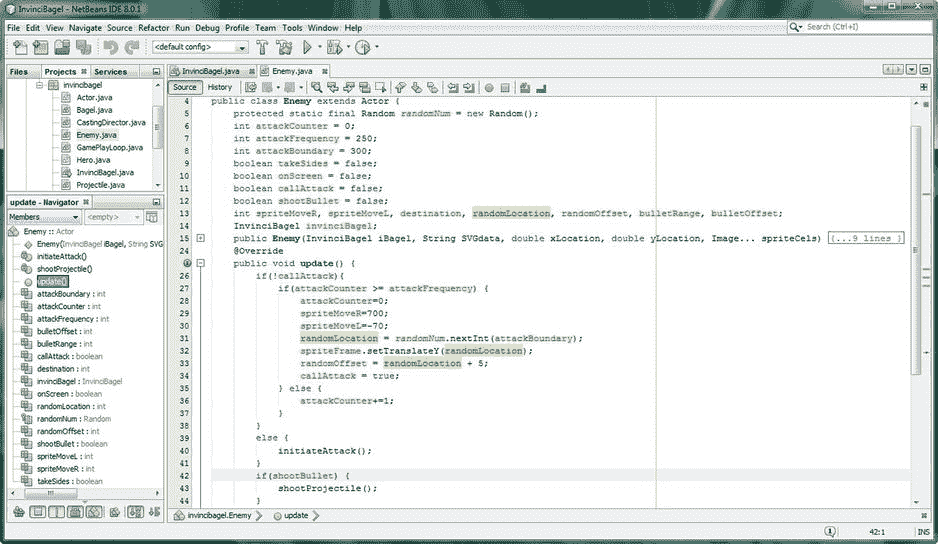 InvinciBagel - NetBeans IDE 8.0.1
File Edit View Navigate Source Refactor Run Debug Profile Team Tools Window Help
Search (Ctrl+I)
<default config>
Files Projects Services
invincibagel
Actor.java
Bagel.java
CastingDirector.java
Enemy.java
GamePlayLoop.java
Hero.java
InvinciBagel.java
Projectile.java
update - Navigator
Members <empty>
Enemy :: Actor
Enemy(InvinciBagel iBagel, String SVG
initiateAttack()
shootProjectile()
update()
attackBoundary : int
attackCounter : int
attackFrequency : int
bulletOffset : int
bulletRange : int
callAttack : boolean
destination : int
invinciBagel : InvinciBagel
onScreen : boolean
randomLocation : int
randomNum : Random
randomOffset : int
shootBullet : boolean
spriteMoveL : int
spriteMoveR : int
takeSides : boolean
InvinciBagel.java Enemy.java
Source History
4 public class Enemy extends Actor {
5 protected static final Random randomNum = new Random();
6 int attackCounter = 0;
7 int attackFrequency = 250;
8 int attackBoundary = 300;
9 boolean takeSides = false;
10 boolean onScreen = false;
11 boolean callAttack = false;
12 boolean shootBullet = false;
13 int spriteMoveR, spriteMoveL, destination, randomLocation, randomOffset, bulletRange, bulletOffset;
14 InvinciBagel invinciBagel;
15 public Enemy(InvinciBagel iBagel, String SVGdata, double xLocation, double yLocation, Image... spriteCels) {...9 lines }
24 @Override
public void update() {
26 if(!callAttack){
27 if(attackCounter >= attackFrequency) {
28 attackCounter=0;
29 spriteMoveR=700;
30 spriteMoveL=-70;
31 randomLocation = randomNum.nextInt(attackBoundary);
32 spriteFrame.setTranslateY(randomLocation);
33 randomOffset = randomLocation + 5;
34 callAttack = true;
35 } else {
36 attackCounter+=1;
37 }
38 }
39 else {
40 initiateAttack();
41 }
42 if(shootBullet) {
43 shootProjectile();
44 }
invincibagel.Enemy update
42:1 INS